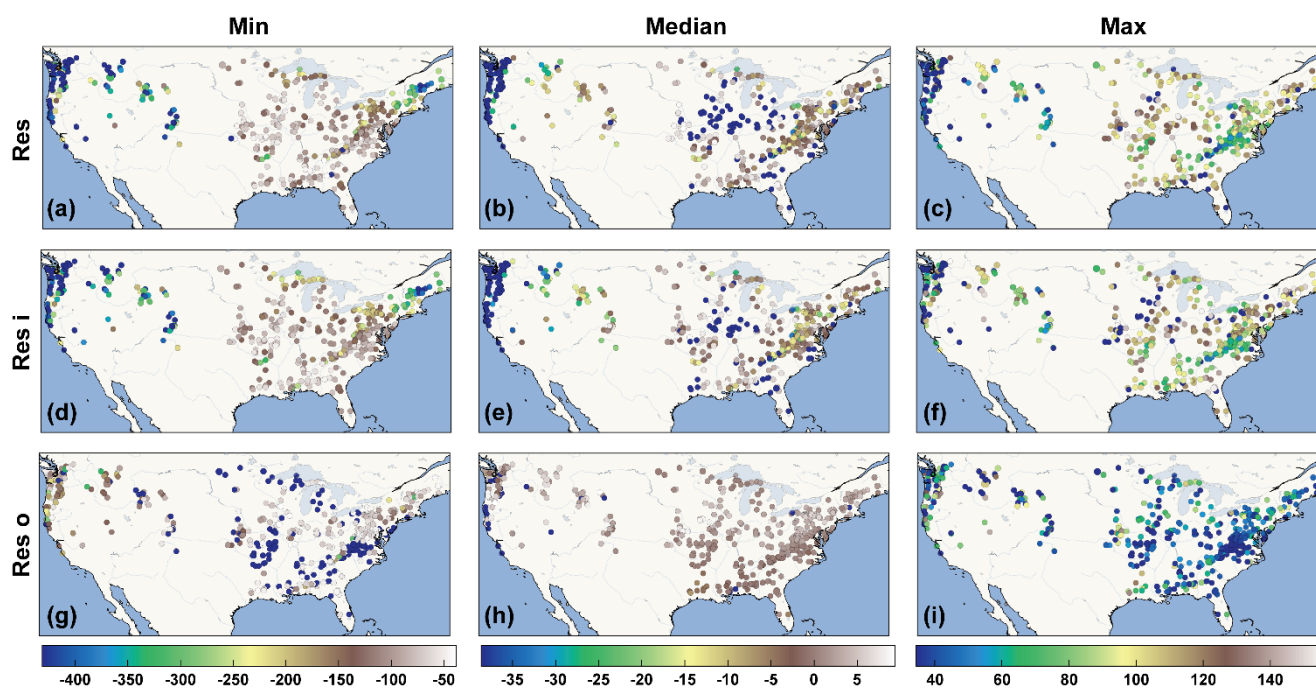 Min Median Max
Res
(a) (b) (c)
Res i
(d) (e) (f)
Res o
(g) (h) (i)
-400 -350 -300 -250 -200 -150 -100 -50 -35 -30 -25 -20 -15 -10 -5 0 5 40 60 80 100 120 140